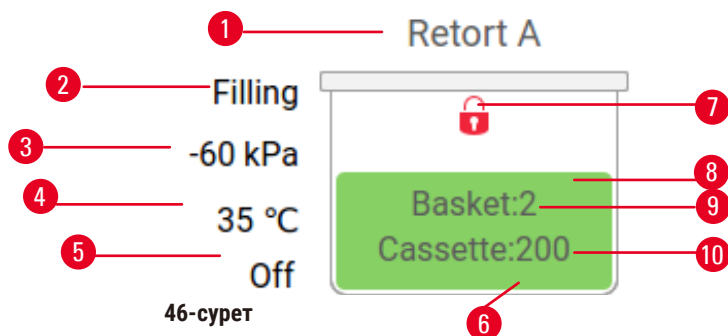 1
Retort A
2
Filling
7
3
-60 kPa
8
4
35 °C
Basket:2
9
5
Off
Cassette:200
10
6
46-сурет